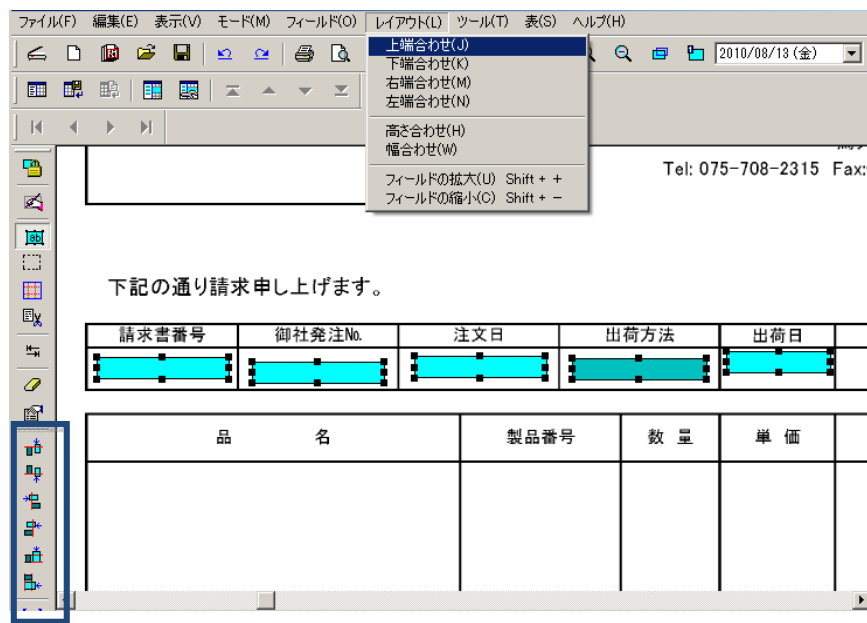 ファイル(F) 編集(E) 表示(V) モード(M) フィールド(O) レイアウト(L) ツール(T) 表(S) ヘルプ(H)
上端合わせ(J)
下端合わせ(K)
右端合わせ(M)
左端合わせ(N)
高さ合わせ(H)
幅合わせ(W)
フィールドの拡大(U) Shift + +
フィールドの縮小(C) Shift + −
2010/08/13 (金)
Tel: 075-708-2315 Fax:
下記の通り請求申し上げます。
請求書番号 御社発注No. 注文日 出荷方法 出荷日
品 名 製品番号 数 量 単 価